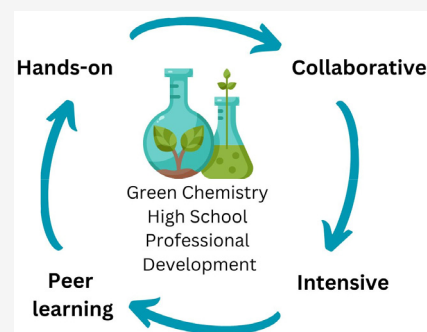 Hands-on
Collaborative
Green Chemistry
High School
Professional
Development
Intensive
Peer
learning